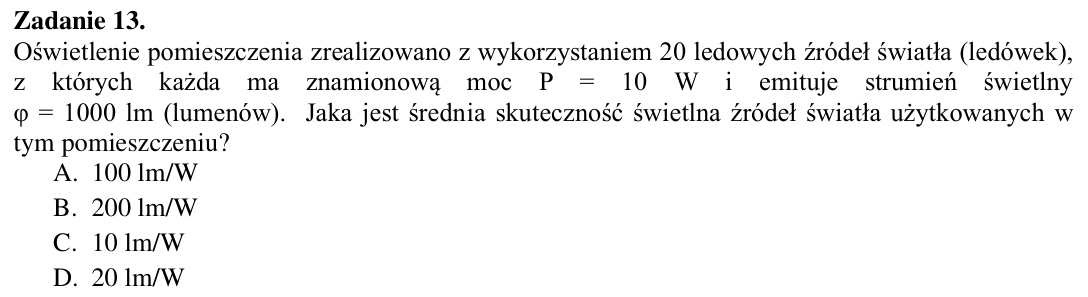 Zadanie 13.
Oświetlenie pomieszczenia zrealizowano z wykorzystaniem 20 ledowych źródeł światła (ledówek),
z których każda ma znamionową moc P = 10 W i emituje strumień świetlny
φ = 1000 lm (lumenów). Jaka jest średnia skuteczność świetlna źródeł światła użytkowanych w
tym pomieszczeniu?
A. 100 lm/W
B. 200 lm/W
C. 10 lm/W
D. 20 lm/W